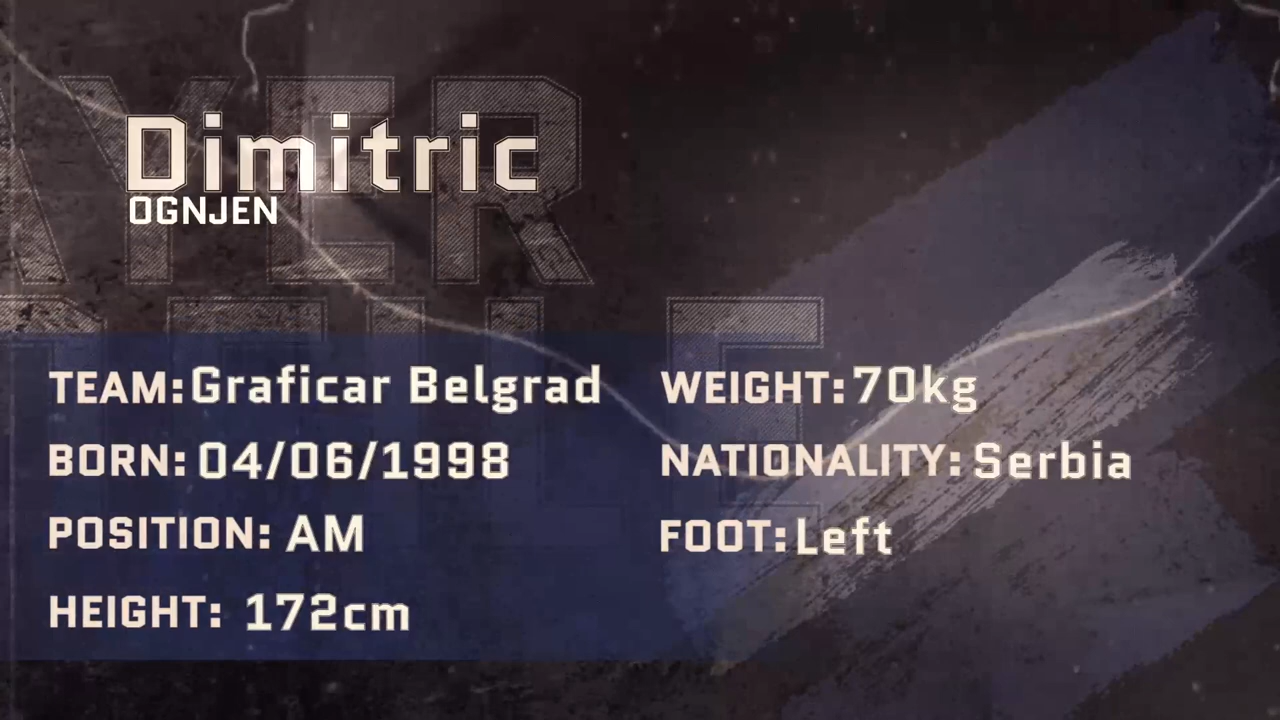 Dimitric
OGNJEN
TEAM: Graficar Belgrad
BORN: 04/06/1998
POSITION: AM
HEIGHT: 172cm
WEIGHT: 70kg
NATIONALITY: Serbia
FOOT: Left